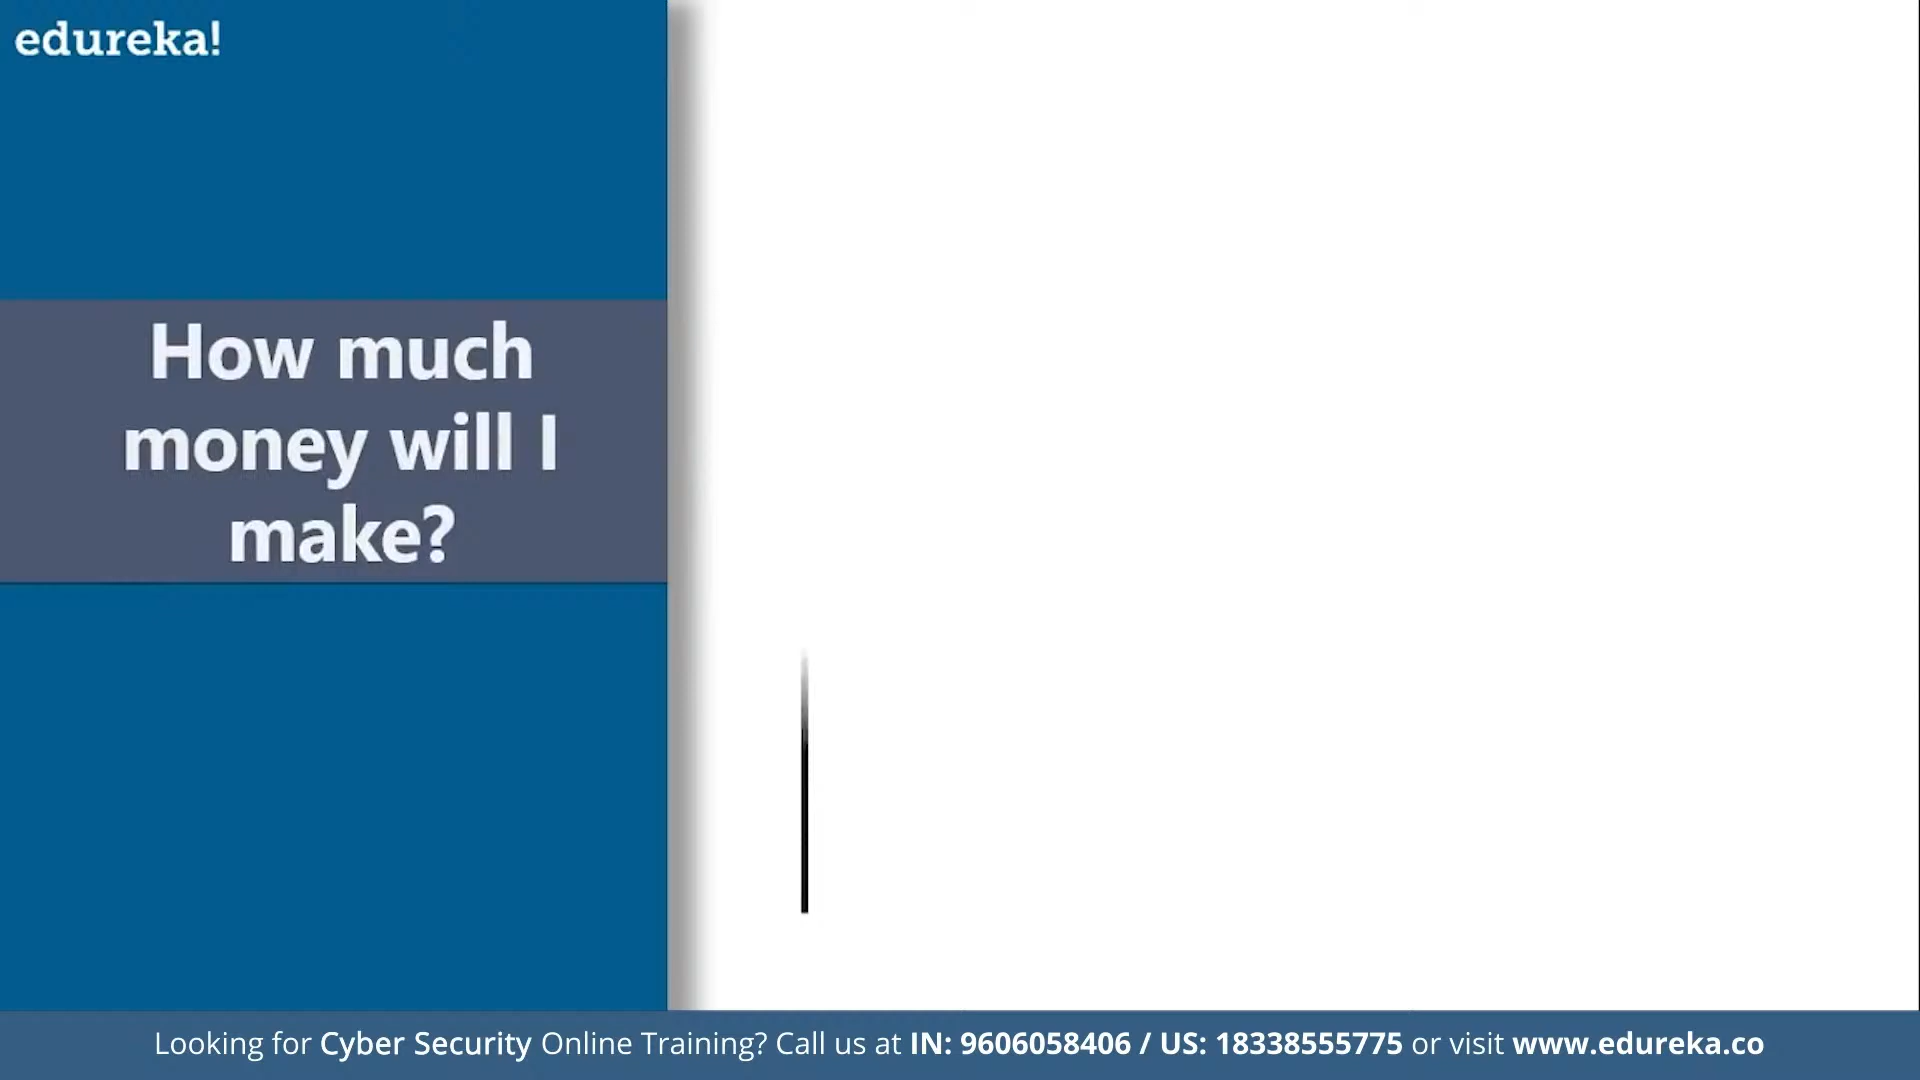 edureka!
How much
money will I
make?
Looking for Cyber Security Online Training? Call us at IN: 9606058406 / US: 18338555775 or visit www.edureka.co